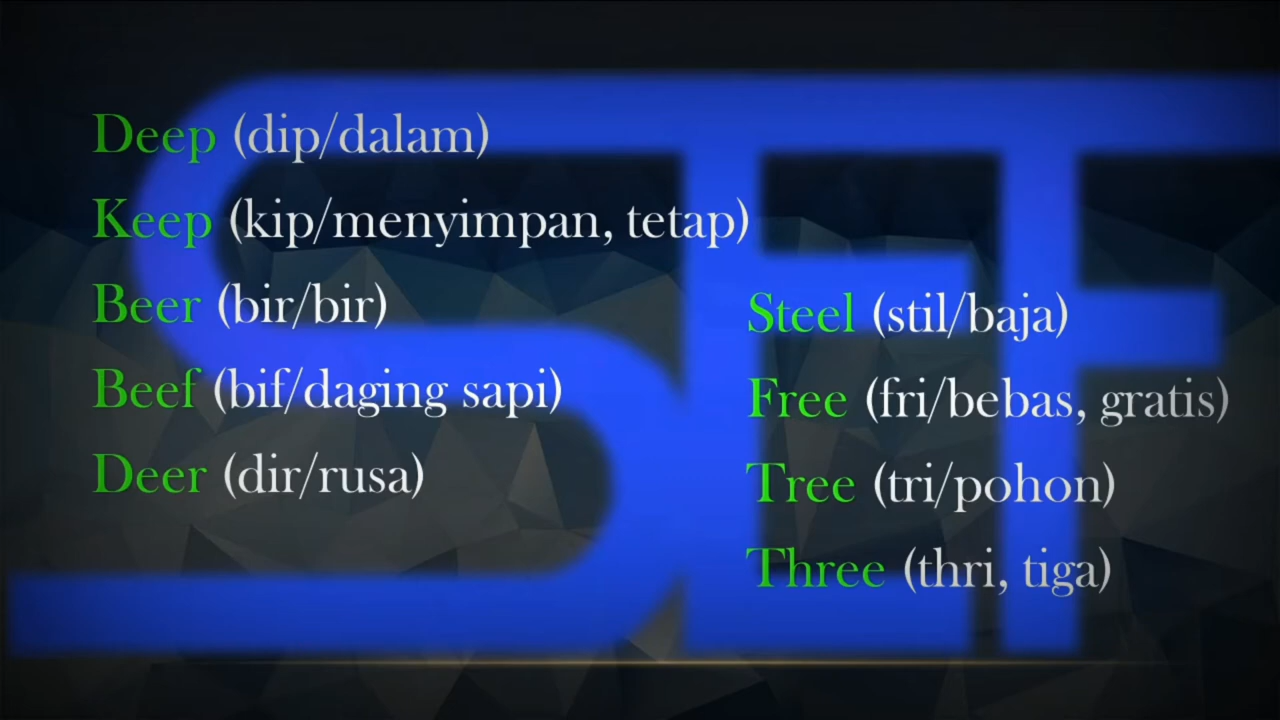 Deep (dip/dalam)
Keep (kip/menyimpan, tetap)
Beer (bir/bir)
Beef (bif/daging sapi)
Deer (dir/rusa)
Steel (stil/baja)
Free (fri/bebas, gratis)
Tree (tri/pohon)
Three (thri, tiga)
SEF